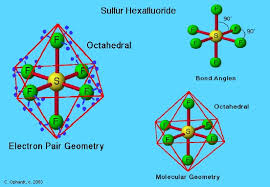 Sulfur Hexafluoride
Octahedral
F
F
F
F
F
F
S
Electron Pair Geometry
90°
90°
F
F
F
F
F
F
S
Bond Angles
Octahedral
F
F
F
F
F
F
S
Molecular Geometry
C. Ophardt, c. 2003